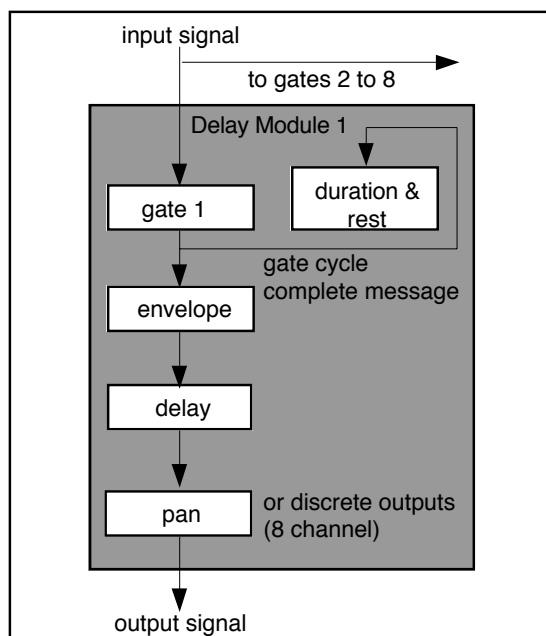 input signal
to gates 2 to 8
Delay Module 1
gate 1
duration &
rest
gate cycle
complete message
envelope
delay
pan
or discrete outputs
(8 channel)
output signal